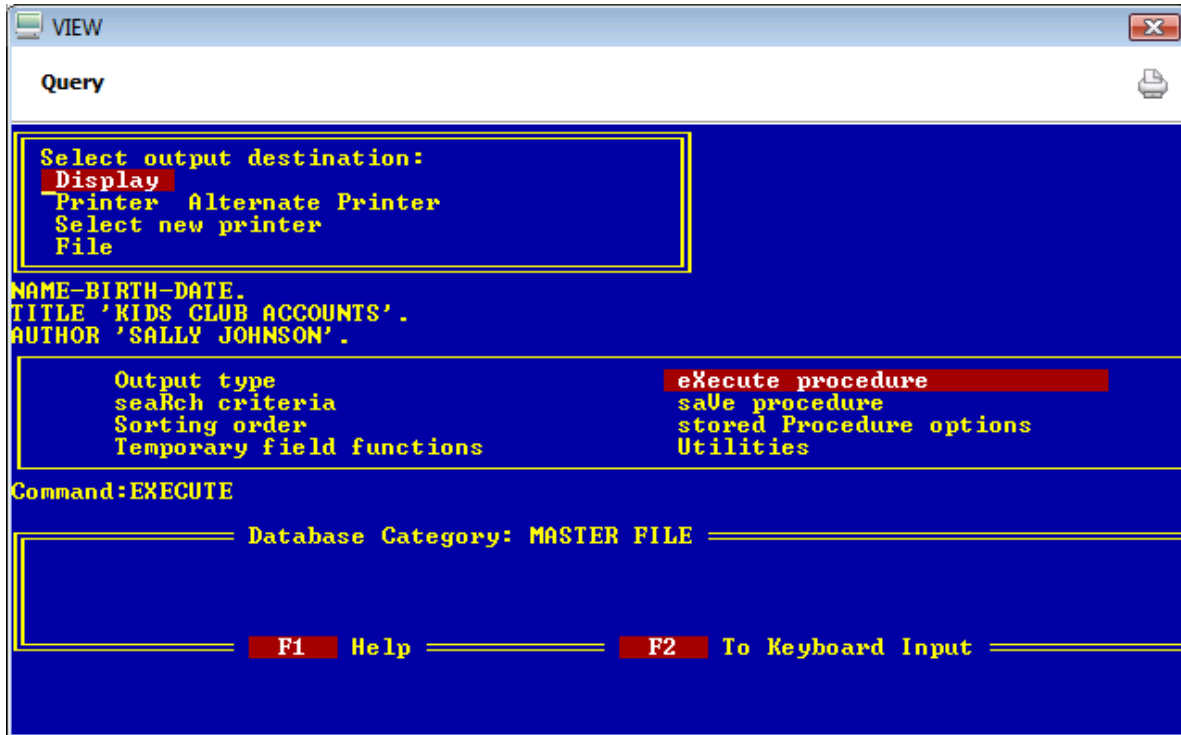 VIEW
Query
Select output destination:
Display
Printer Alternate Printer
Select new printer
File
NAME-BIRTH-DATE.
TITLE 'KIDS CLUB ACCOUNTS'.
AUTHOR 'SALLY JOHNSON'.
Output type eXecute procedure
seaRch criteria saVe procedure
Sorting order stored Procedure options
Temporary field functions Utilities
Command:EXECUTE
Database Category: MASTER FILE
F1 Help F2 To Keyboard Input